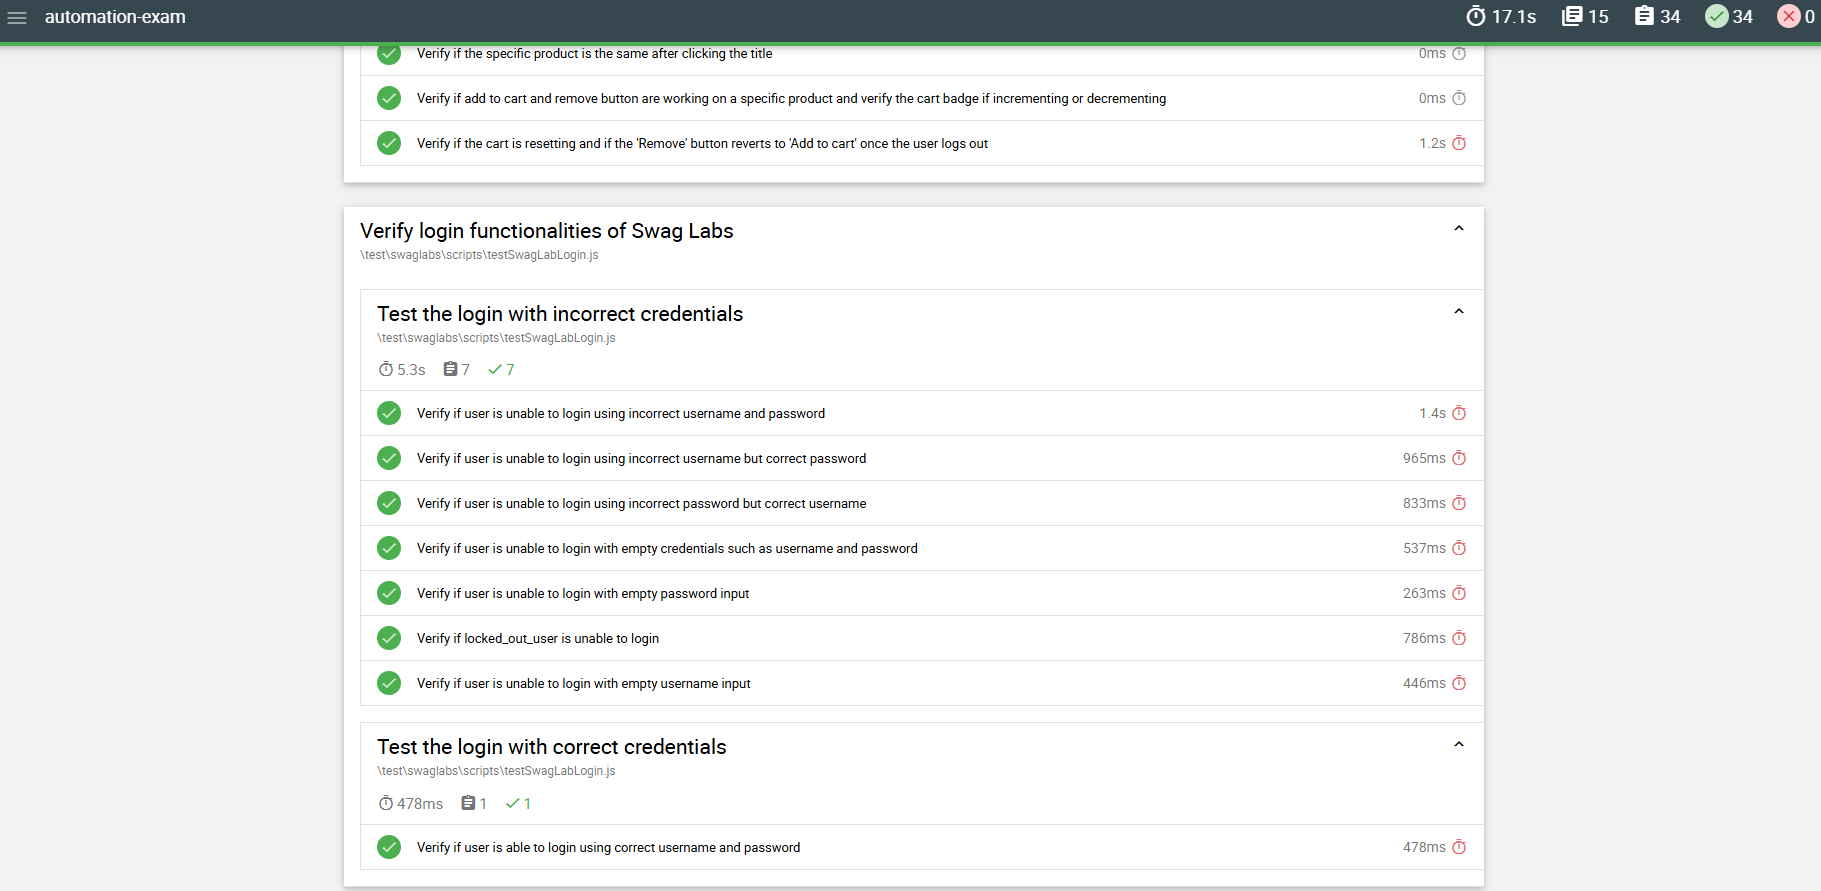 automation-exam
17.1s 15 34 34 0
Verify if the specific product is the same after clicking the title 0ms
Verify if add to cart and remove button are working on a specific product and verify the cart badge if incrementing or decrementing 0ms
Verify if the cart is resetting and if the 'Remove' button reverts to 'Add to cart' once the user logs out 1.2s
Verify login functionalities of Swag Labs
\test\swaglabs\scripts\testSwagLabLogin.js
Test the login with incorrect credentials
\test\swaglabs\scripts\testSwagLabLogin.js
5.3s 7 7
Verify if user is unable to login using incorrect username and password 1.4s
Verify if user is unable to login using incorrect username but correct password 965ms
Verify if user is unable to login using incorrect password but correct username 833ms
Verify if user is unable to login with empty credentials such as username and password 537ms
Verify if user is unable to login with empty password input 263ms
Verify if locked_out_user is unable to login 786ms
Verify if user is unable to login with empty username input 446ms
Test the login with correct credentials
\test\swaglabs\scripts\testSwagLabLogin.js
478ms 1 1
Verify if user is able to login using correct username and password 478ms